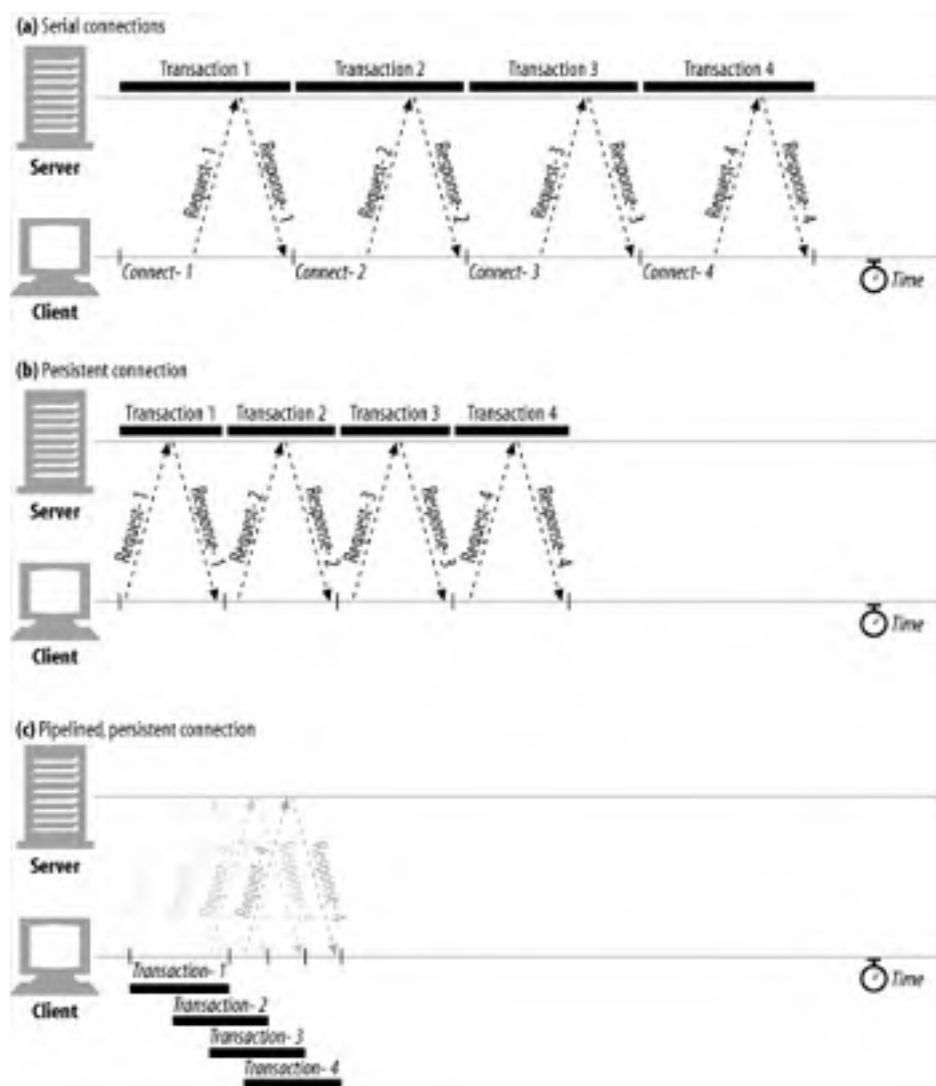 (a) Serial connections
Transaction 1 Transaction 2 Transaction 3 Transaction 4
Request- 1 Response- 1 Request- 2 Response- 2 Request- 3 Response- 3 Request- 4 Response- 4
Server
Connect- 1 Connect- 2 Connect- 3 Connect- 4 Time
Client
(b) Persistent connection
Transaction 1 Transaction 2 Transaction 3 Transaction 4
Request- 1 Response- 1 Request- 2 Response- 2 Request- 3 Response- 3 Request- 4 Response- 4
Server
Time
Client
(c) Pipelined, persistent connection
Server
Request- 4
Time
Transaction- 1
Client
Transaction- 2
Transaction- 3
Transaction- 4